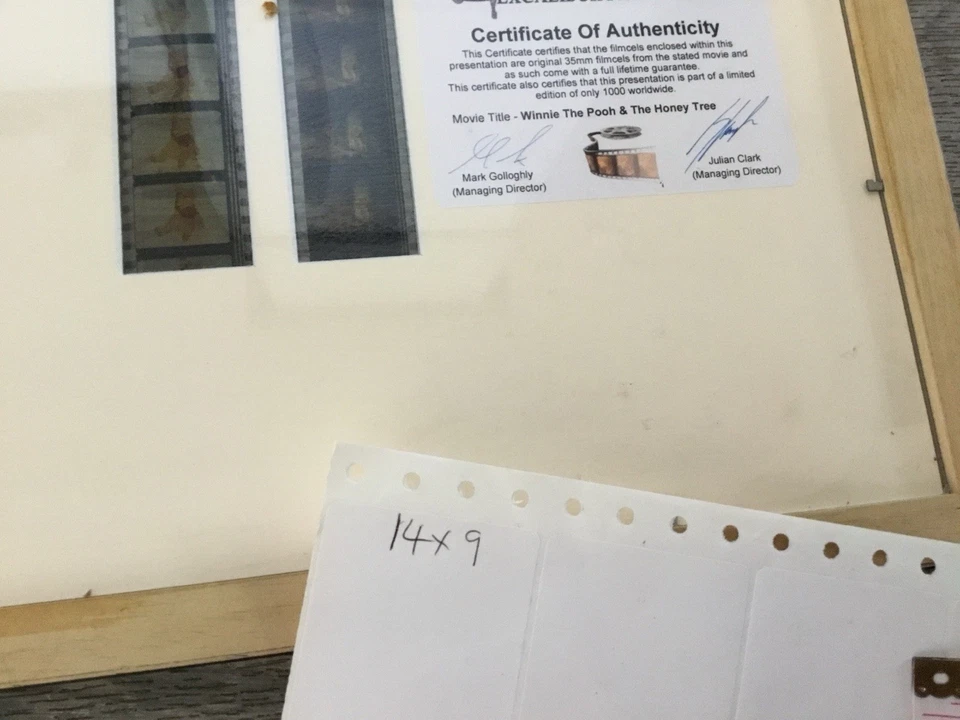 Certificate Of Authenticity
This Certificate certifies that the filmcels enclosed within this
presentation are original 35mm filmcels from the stated movie and
as such come with a full lifetime guarantee.
This certificate also certifies that this presentation is part of a limited
edition of only 1000 worldwide.
Movie Title - Winnie The Pooh & The Honey Tree
Mark Golloghly
(Managing Director)
Julian Clark
(Managing Director)
14x9